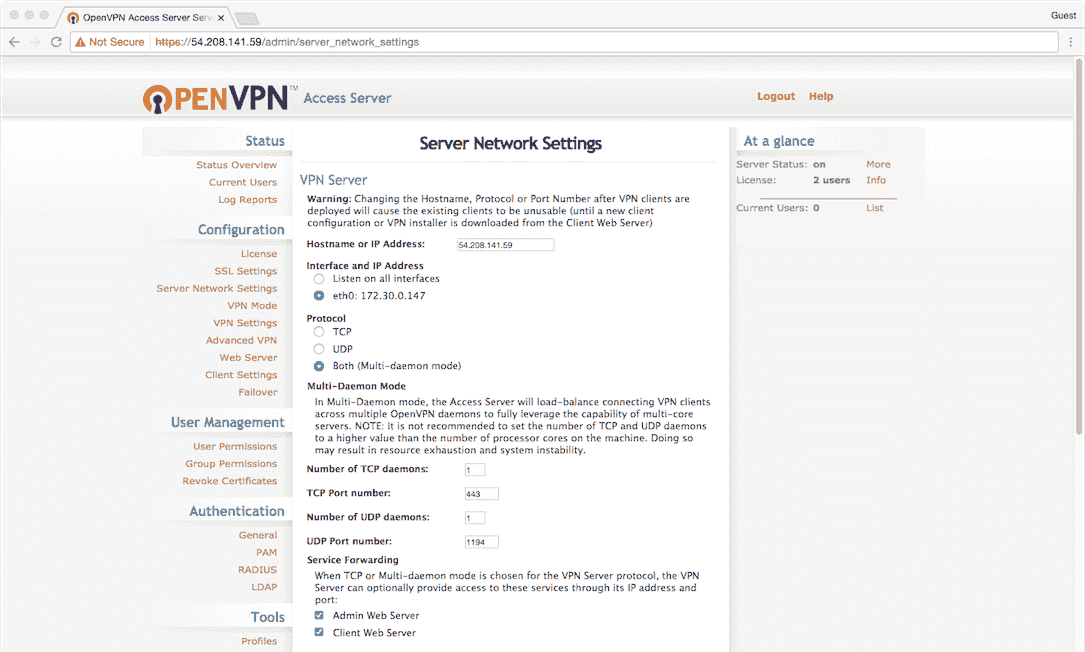 OpenVPN Access Server Serv
Guest
Not Secure https://54.208.141.59/admin/server_network_settings
OPENVPN™ Access Server
Logout Help
Status
Status Overview
Current Users
Log Reports
Configuration
License
SSL Settings
Server Network Settings
VPN Mode
VPN Settings
Advanced VPN
Web Server
Client Settings
Failover
User Management
User Permissions
Group Permissions
Revoke Certificates
Authentication
General
PAM
RADIUS
LDAP
Tools
Profiles
Server Network Settings
VPN Server
Warning: Changing the Hostname, Protocol or Port Number after VPN clients are
deployed will cause the existing clients to be unusable (until a new client
configuration or VPN installer is downloaded from the Client Web Server)
Hostname or IP Address: 54.208.141.59
Interface and IP Address
Listen on all interfaces
eth0: 172.30.0.147
Protocol
TCP
UDP
Both (Multi-daemon mode)
Multi-Daemon Mode
In Multi-Daemon mode, the Access Server will load-balance connecting VPN clients
across multiple OpenVPN daemons to fully leverage the capability of multi-core
servers. NOTE: It is not recommended to set the number of TCP and UDP daemons
to a higher value than the number of processor cores on the machine. Doing so
may result in resource exhaustion and system instability.
Number of TCP daemons: 1
TCP Port number: 443
Number of UDP daemons: 1
UDP Port number: 1194
Service Forwarding
When TCP or Multi-daemon mode is chosen for the VPN Server protocol, the VPN
Server can optionally provide access to these services through its IP address and
port:
Admin Web Server
Client Web Server
At a glance
Server Status: on More
License: 2 users Info
Current Users: 0 List